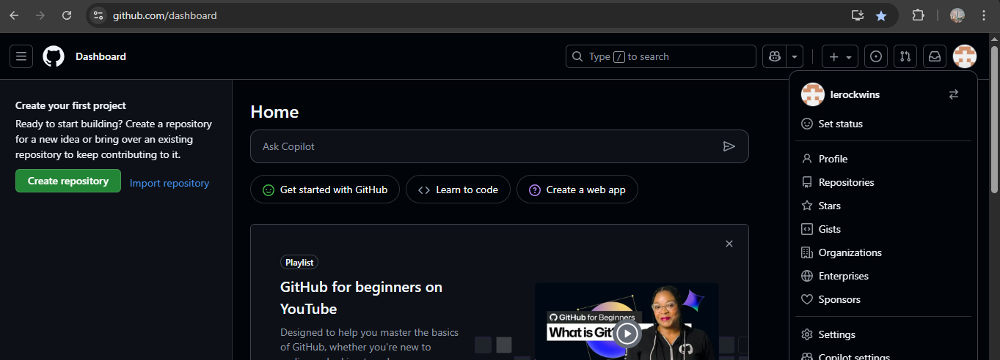 github.com/dashboard
Dashboard
Type / to search
lerockwins
Set status
Profile
Repositories
Stars
Gists
Organizations
Enterprises
Sponsors
Settings
Copilot settings
Create your first project
Ready to start building? Create a repository
for a new idea or bring over an existing
repository to keep contributing to it.
Create repository
Import repository
Home
Ask Copilot
Get started with GitHub
Learn to code
Create a web app
Playlist
GitHub for beginners on
YouTube
Designed to help you master the basics
of GitHub, whether you're new to
GitHub for Beginners
What is Git